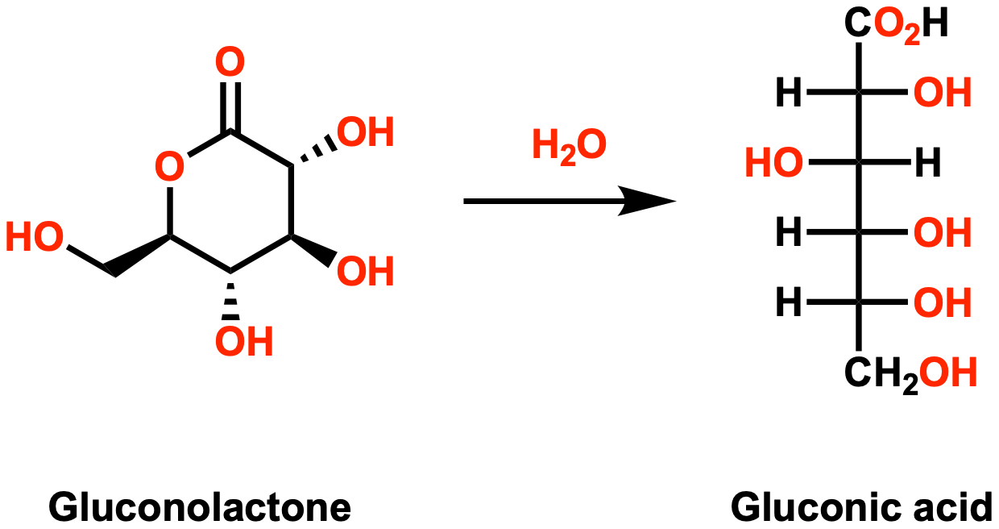 O
O
OH
HO
OH
OH
H₂O
CO₂H
H OH
HO H
H OH
H OH
CH₂OH
Gluconolactone
Gluconic acid